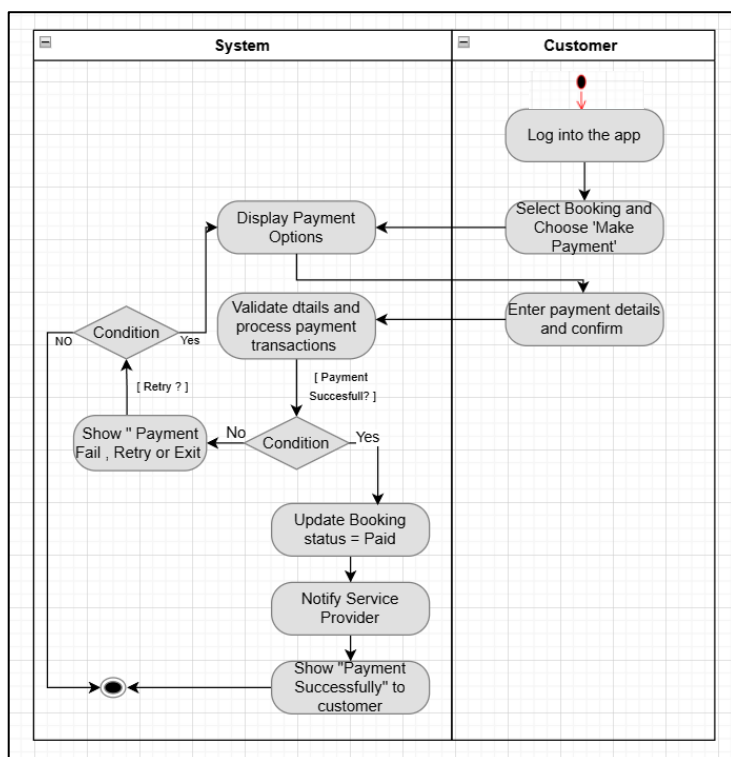 System
Customer
Log into the app
Select Booking and
Choose 'Make
Payment'
Display Payment
Options
Enter payment details
and confirm
Validate dtails and
process payment
transactions
Condition
NO
Yes
[ Retry ? ]
[ Payment
Succesfull? ]
Show " Payment
Fail , Retry or Exit
No
Condition
Yes
Update Booking
status = Paid
Notify Service
Provider
Show "Payment
Successfully" to
customer